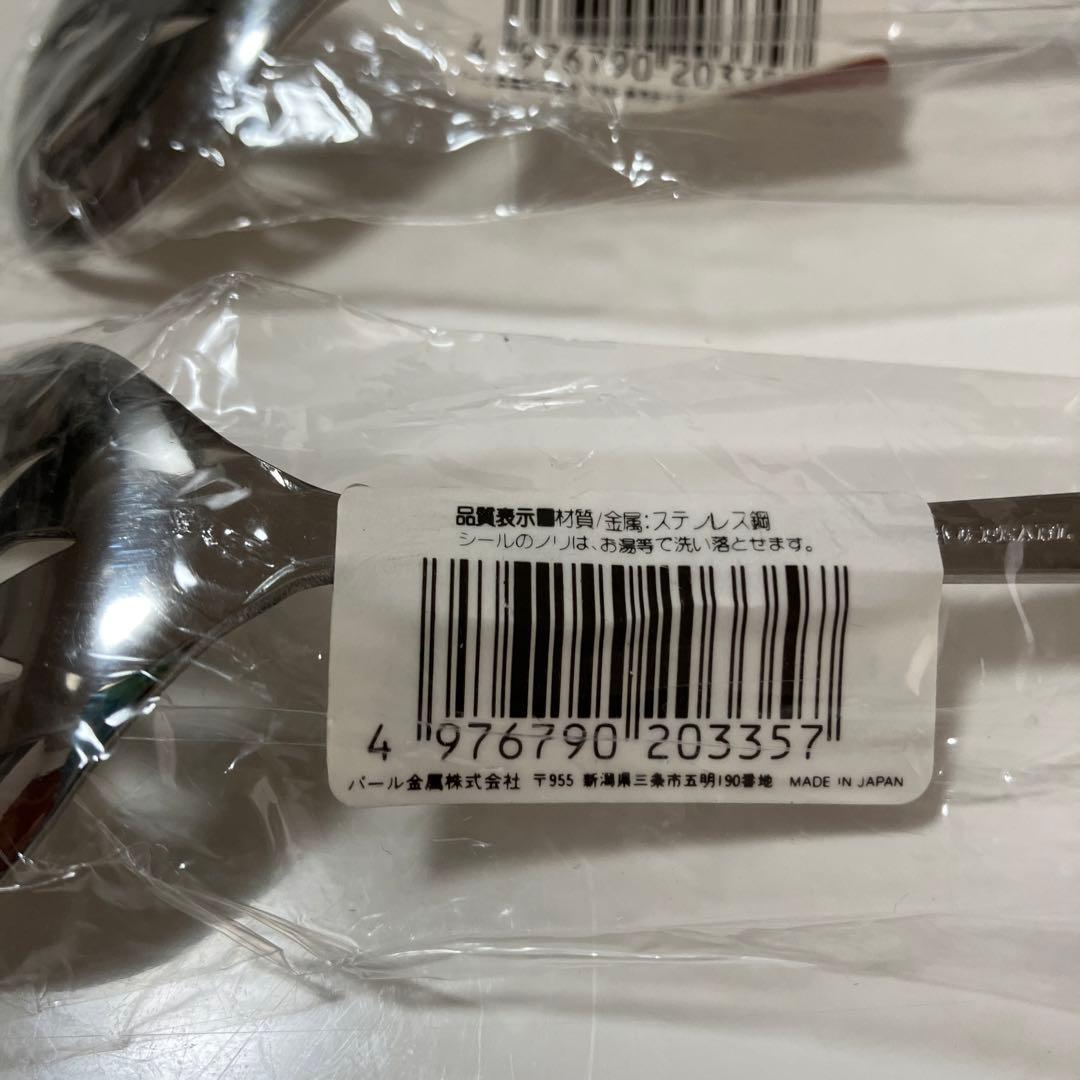 4 976790 203357
品質表示■材質/金属:ステンレス鋼
シールのノリは、お湯等で洗い落とせます。
4 976790 203357
パール金属株式会社 〒955 新潟県三条市五明190番地 MADE IN JAPAN